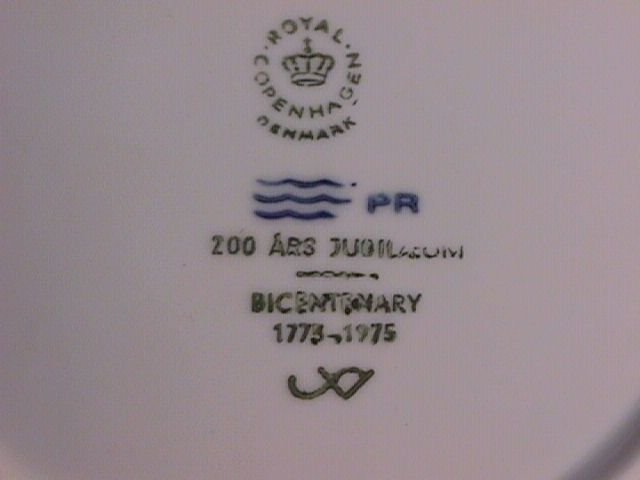 ROYAL
COPENHAGEN
DENMARK
PR
200 ÅRS JUBILÆUM
BICENTENARY
1775-1975